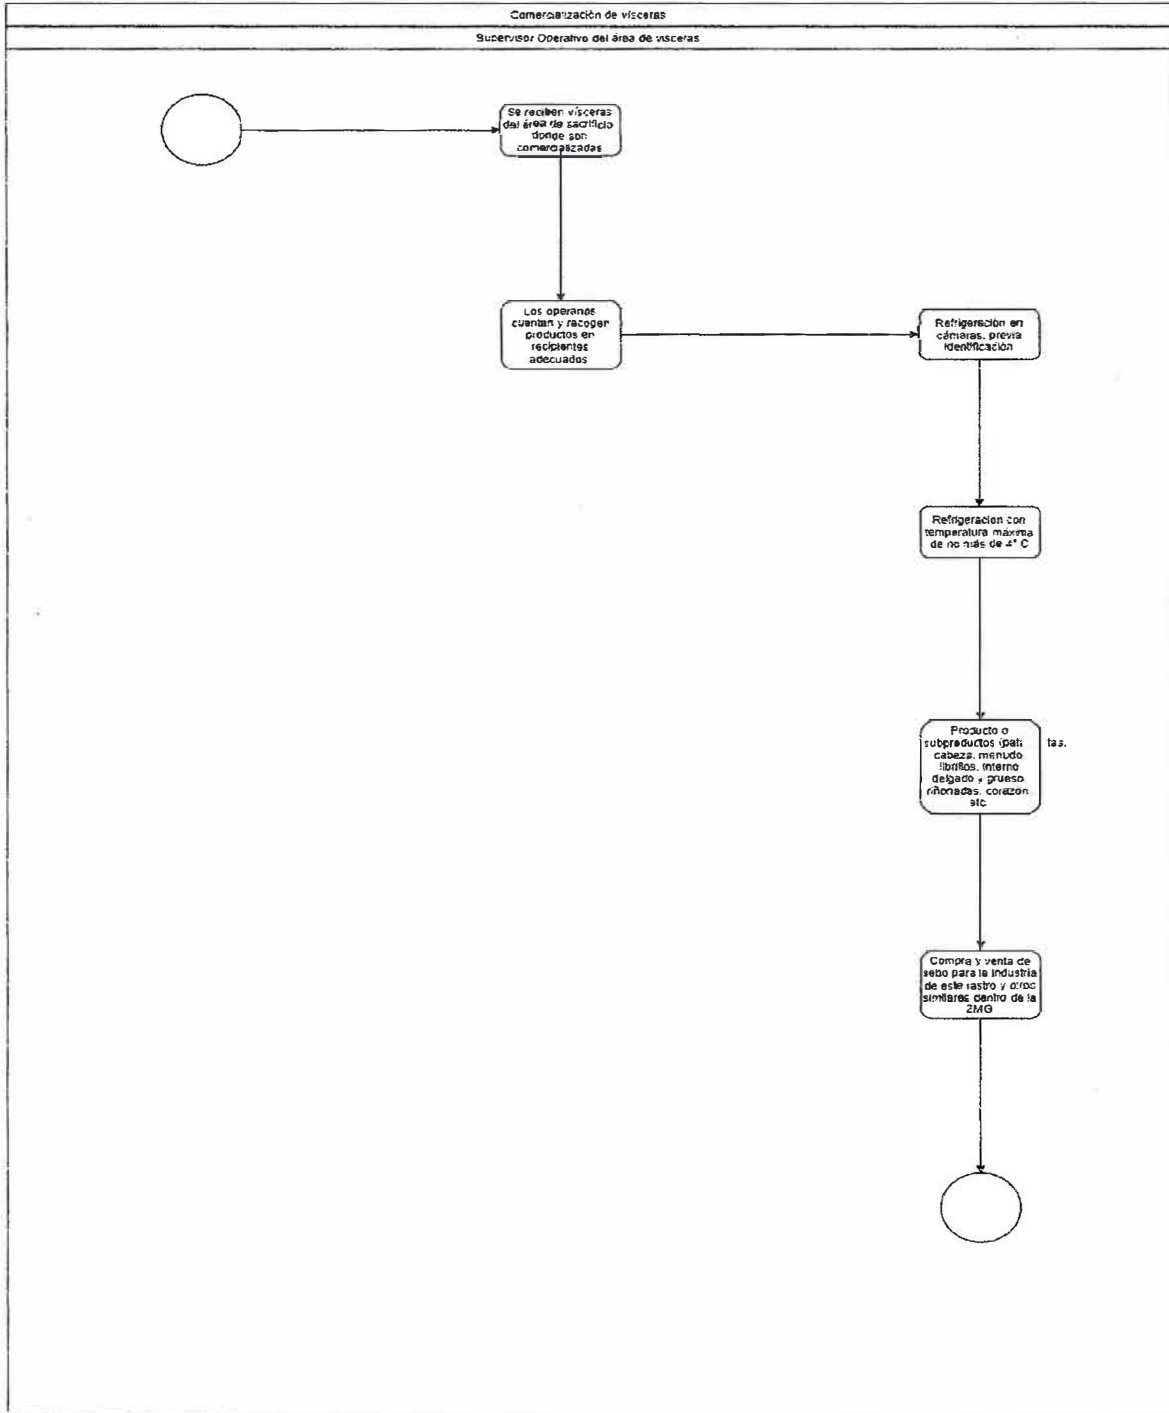 Comercialización de vísceras
Supervisor Operativo del área de vísceras
Se reciben vísceras
del área de sacrificio
donde son
comercializadas
Los operarios
cuentan y recogen
productos en
recipientes
adecuados
Refrigeración en
cámaras, previa
identificación
Refrigeración con
temperatura máxima
de no más de 4° C
Producto o
subproductos (pati tas,
cabeza, menudo
librillos, interno
delgado y grueso,
riñonadas, corazón
etc
Compra y venta de
sebo para la industria
de este rastro y otros
similares dentro de la
ZMG